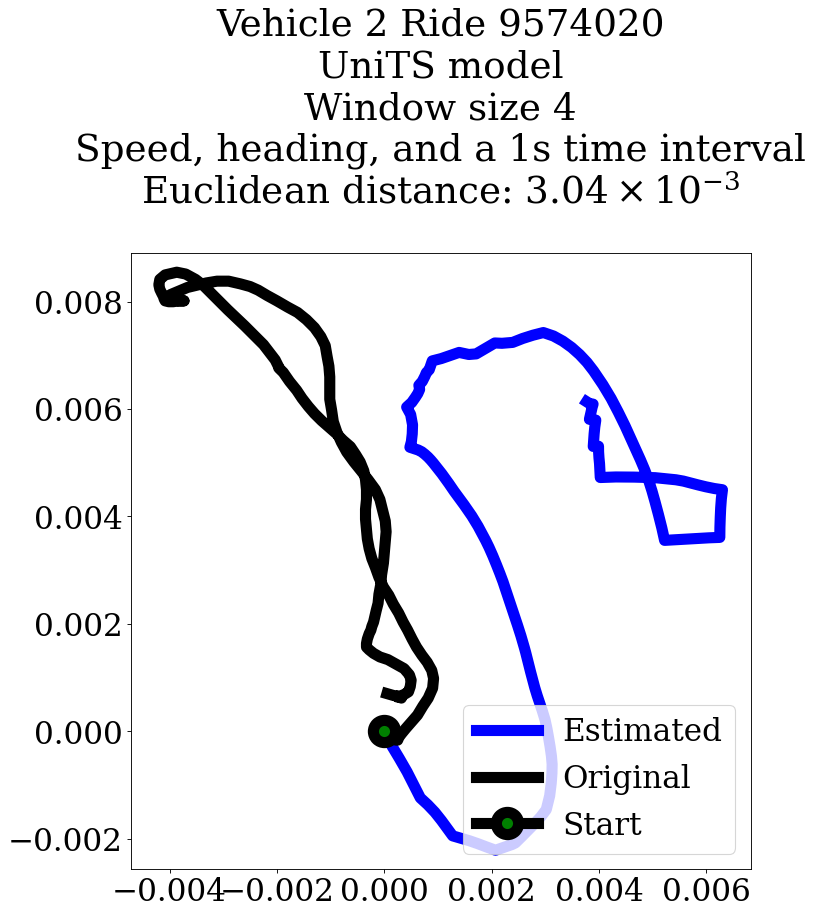 Vehicle 2 Ride 9574020
UniTS model
Window size 4
Speed, heading, and a 1s time interval
Euclidean distance: 3.04 × 10⁻³
0.008
0.006
0.004
0.002
0.000
−0.002
Estimated
Original
Start
−0.004 −0.002 0.000 0.002 0.004 0.006